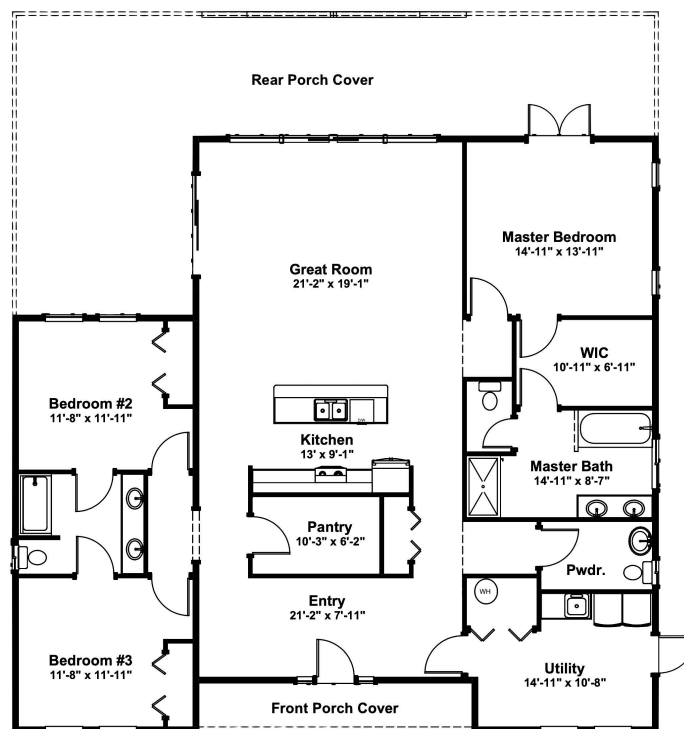 Rear Porch Cover
Great Room
21'-2" x 19'-1"
Master Bedroom
14'-11" x 13'-11"
WIC
10'-11" x 6'-11"
Bedroom #2
11'-8" x 11'-11"
DW
Kitchen
13' x 9'-1"
Master Bath
14'-11" x 8'-7"
Pantry
10'-3" x 6'-2"
Pwdr.
WH
Entry
21'-2" x 7'-11"
Bedroom #3
11'-8" x 11'-11"
Utility
14'-11" x 10'-8"
Front Porch Cover